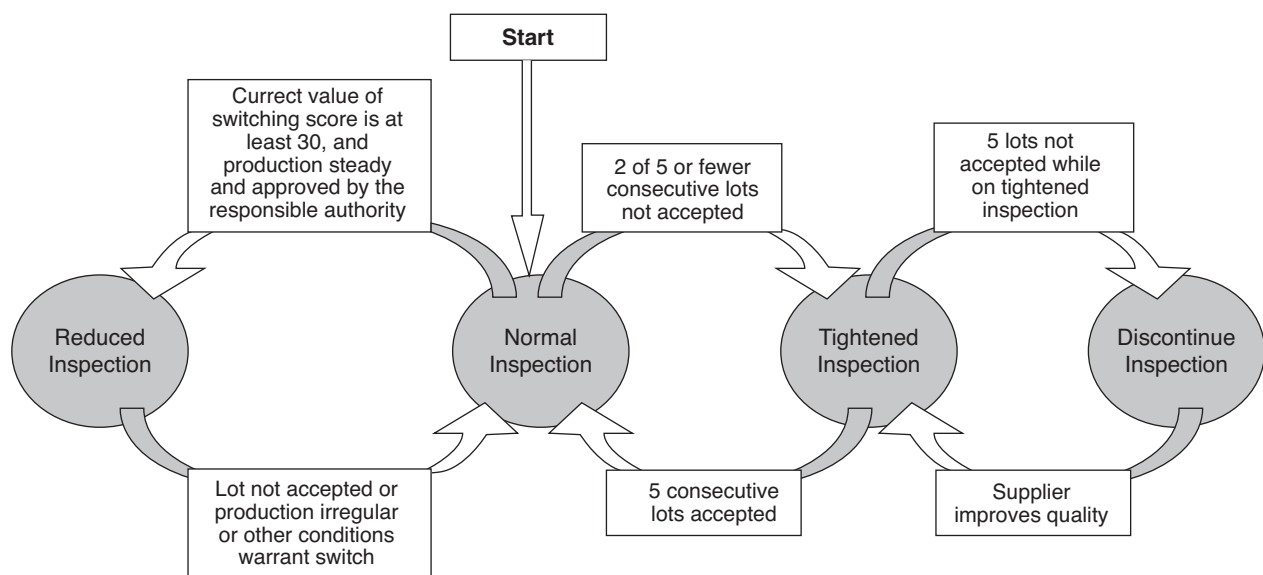 Start
Currect value of
switching score is at
least 30, and
production steady
and approved by the
responsible authority
2 of 5 or fewer
consecutive lots
not accepted
5 lots not
accepted while
on tightened
inspection
Reduced
Inspection
Normal
Inspection
Tightened
Inspection
Discontinue
Inspection
Lot not accepted or
production irregular
or other conditions
warrant switch
5 consecutive
lots accepted
Supplier
improves quality